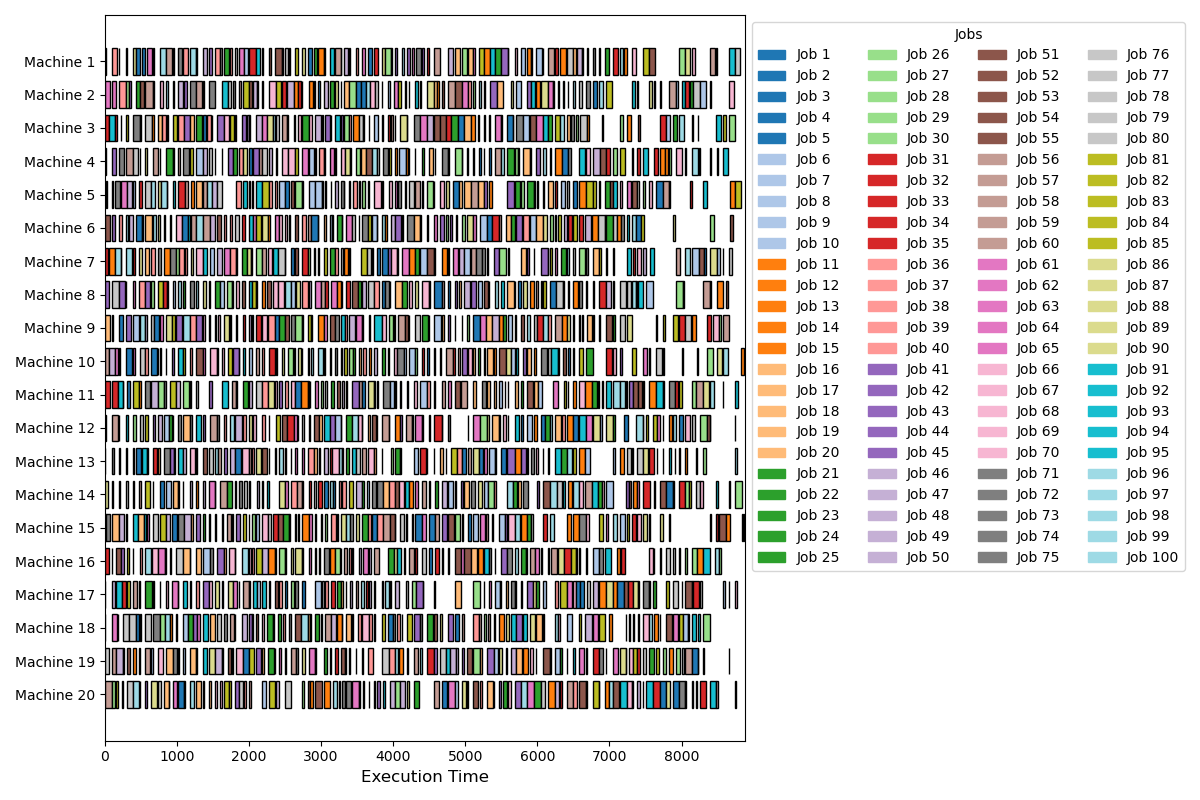 Jobs
Machine 1
Machine 2
Machine 3
Machine 4
Machine 5
Machine 6
Machine 7
Machine 8
Machine 9
Machine 10
Machine 11
Machine 12
Machine 13
Machine 14
Machine 15
Machine 16
Machine 17
Machine 18
Machine 19
Machine 20
0 1000 2000 3000 4000 5000 6000 7000 8000
Execution Time
Job 1 Job 26 Job 51 Job 76
Job 2 Job 27 Job 52 Job 77
Job 3 Job 28 Job 53 Job 78
Job 4 Job 29 Job 54 Job 79
Job 5 Job 30 Job 55 Job 80
Job 6 Job 31 Job 56 Job 81
Job 7 Job 32 Job 57 Job 82
Job 8 Job 33 Job 58 Job 83
Job 9 Job 34 Job 59 Job 84
Job 10 Job 35 Job 60 Job 85
Job 11 Job 36 Job 61 Job 86
Job 12 Job 37 Job 62 Job 87
Job 13 Job 38 Job 63 Job 88
Job 14 Job 39 Job 64 Job 89
Job 15 Job 40 Job 65 Job 90
Job 16 Job 41 Job 66 Job 91
Job 17 Job 42 Job 67 Job 92
Job 18 Job 43 Job 68 Job 93
Job 19 Job 44 Job 69 Job 94
Job 20 Job 45 Job 70 Job 95
Job 21 Job 46 Job 71 Job 96
Job 22 Job 47 Job 72 Job 97
Job 23 Job 48 Job 73 Job 98
Job 24 Job 49 Job 74 Job 99
Job 25 Job 50 Job 75 Job 100